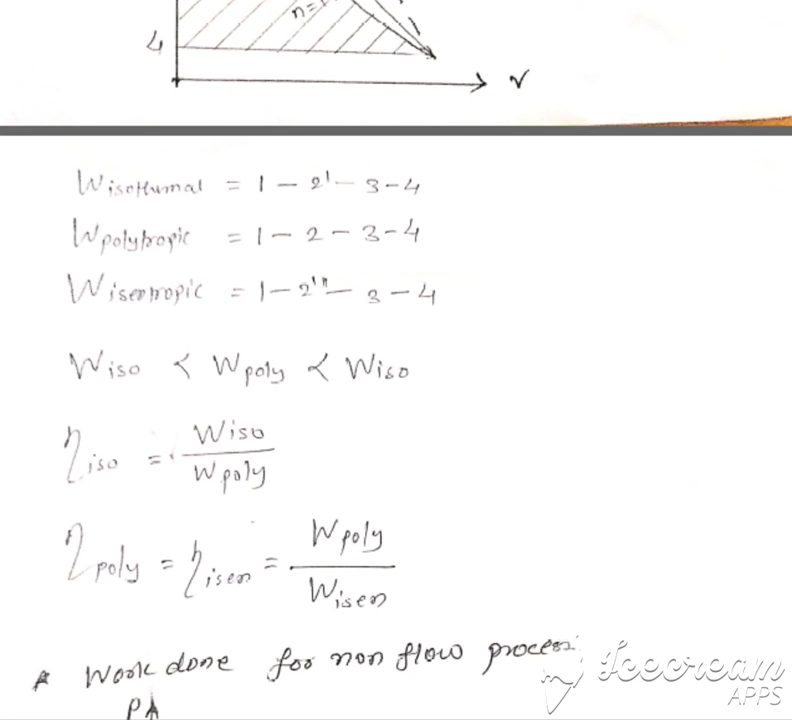 n=1
4
V
Wisothermal = 1 - 2' - 3-4
Wpolytropic = 1 - 2 - 3-4
Wisentropic = 1-2''- 3-4
Wiso < Wpoly < Wiso
ηiso = Wiso / Wpoly
ηpoly = ηisen = Wpoly / Wisen
* Work done for non flow process:
P
Icecream
APPS